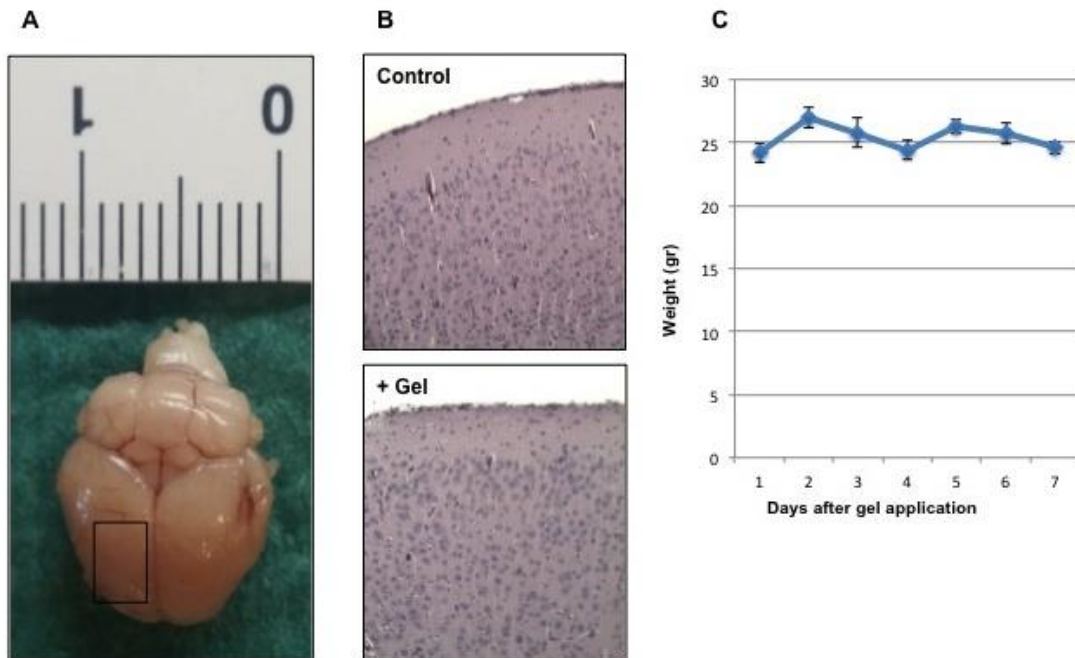 A
B
C
1 0
Control
+ Gel
30
25
20
15
10
5
0
Weight (gr)
1 2 3 4 5 6 7
Days after gel application